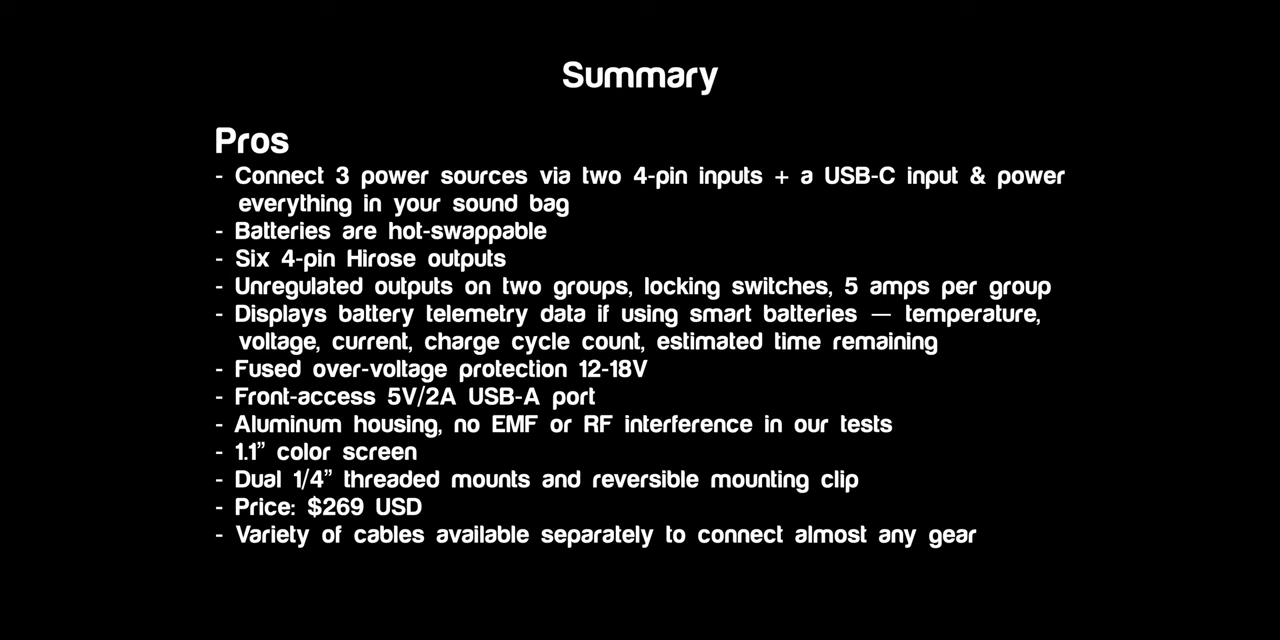 Summary
Pros
- Connect 3 power sources via two 4-pin inputs + a USB-C input & power
everything in your sound bag
- Batteries are hot-swappable
- Six 4-pin Hirose outputs
- Unregulated outputs on two groups, locking switches, 5 amps per group
- Displays battery telemetry data if using smart batteries — temperature,
voltage, current, charge cycle count, estimated time remaining
- Fused over-voltage protection 12-18V
- Front-access 5V/2A USB-A port
- Aluminum housing, no EMF or RF interference in our tests
- 1.1” color screen
- Dual 1/4” threaded mounts and reversible mounting clip
- Price: $269 USD
- Variety of cables available separately to connect almost any gear